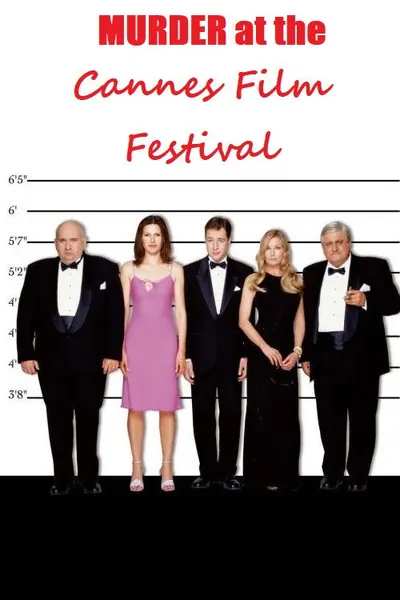 MURDER at the
Cannes Film
Festival
6'5"
6'
5'7"
5'2"
4'
4'
4'
3'8"